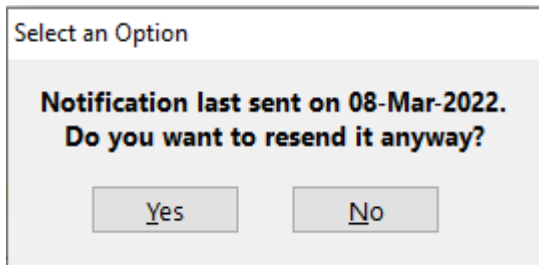 Select an Option
Notification last sent on 08-Mar-2022.
Do you want to resend it anyway?
Yes
No